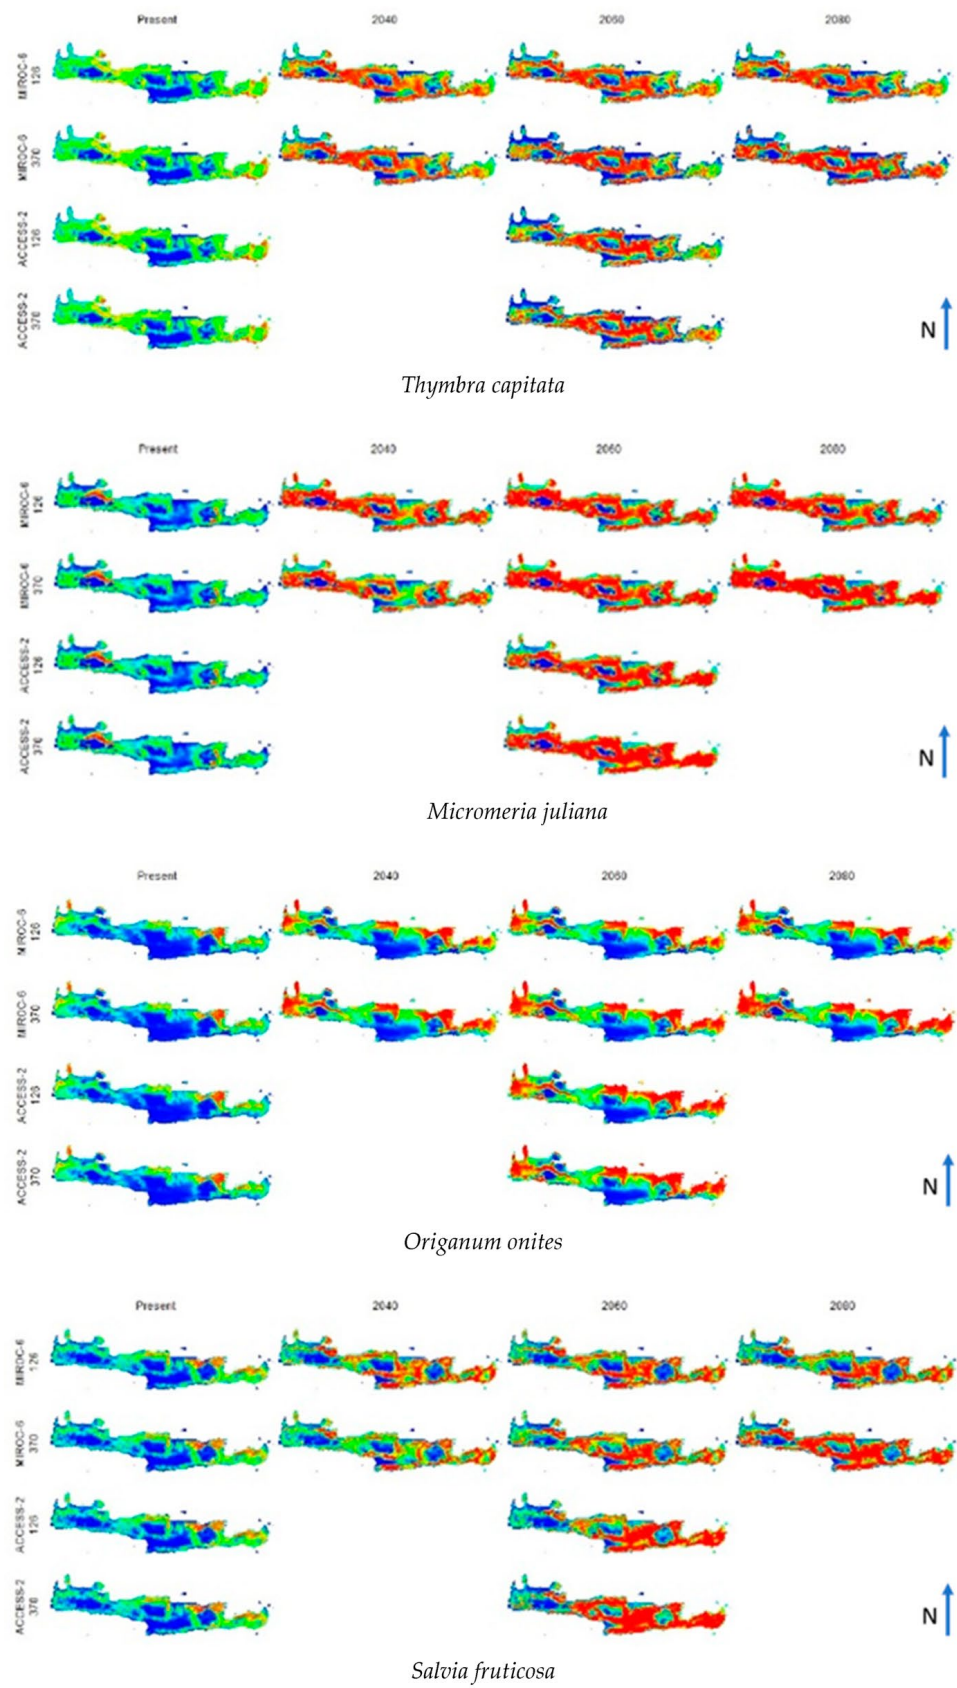 Present 2040 2060 2080
MIROC-6
126
MIROC-6
370
ACCESS-2
126
ACCESS-2
370
N
Thymbra capitata
Present 2040 2060 2080
MIROC-6
126
MIROC-6
370
ACCESS-2
126
ACCESS-2
370
N
Micromeria juliana
Present 2040 2060 2080
MIROC-6
126
MIROC-6
370
ACCESS-2
126
ACCESS-2
370
N
Origanum onites
Present 2040 2060 2080
MIROC-6
126
MIROC-6
370
ACCESS-2
126
ACCESS-2
370
N
Salvia fruticosa